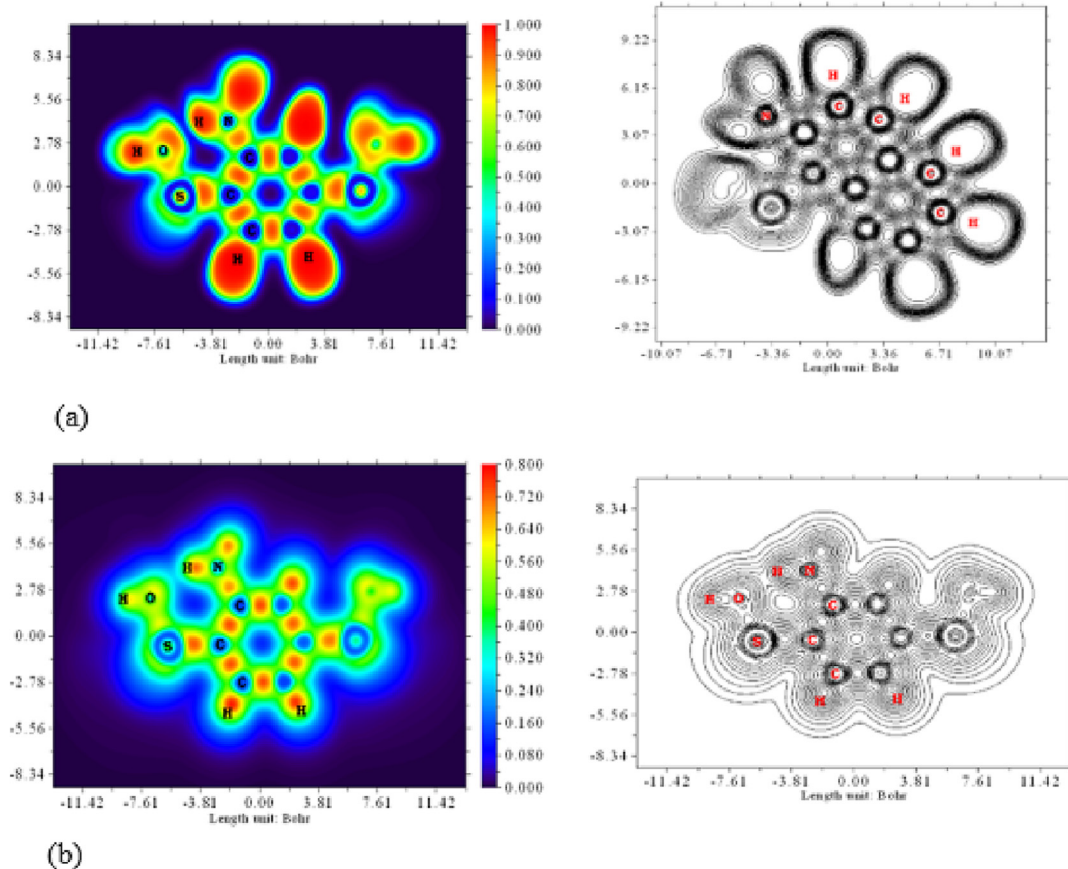 8.34
5.56
2.78
0.00
-2.78
-5.56
-8.34
H N
H O
C
S C
C
H H
-11.42 -7.61 -3.81 0.00 3.81 7.61 11.42
Length unit: Bohr
1.000
0.900
0.800
0.700
0.600
0.500
0.400
0.300
0.200
0.100
0.000
9.22
6.15
3.07
0.00
-3.07
-6.15
-9.22
H
H
N C C
H
C
C H
-10.07 -6.71 -3.36 0.00 3.36 6.71 10.07
Length unit: Bohr
(a)
8.34
5.56
2.78
0.00
-2.78
-5.56
-8.34
H N
H O
C
S C
C
H H
-11.42 -7.61 -3.81 0.00 3.81 7.61 11.42
Length unit: Bohr
0.800
0.720
0.640
0.560
0.480
0.400
0.320
0.240
0.160
0.080
0.000
8.34
5.56
2.78
0.00
-2.78
-5.56
-8.34
H N
H O
C
S C
C
H H
-11.42 -7.61 -3.81 0.00 3.81 7.61 11.42
Length unit: Bohr
(b)